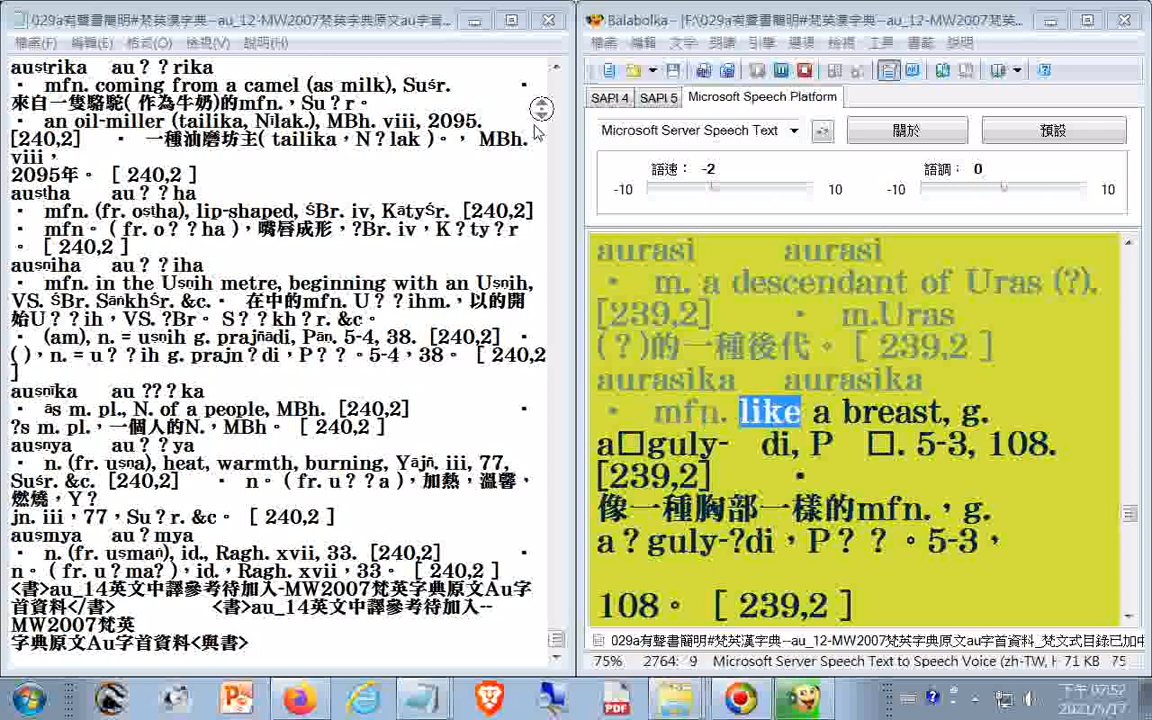 029a有聲書簡明#梵英漢字典--au_12-MW2007梵英字典原文au字首...
檔案(F) 編輯(E) 格式(O) 檢視(V) 說明(H)
austrika au??rika
• mfn. coming from a camel (as milk), Suśr. •
來自一隻駱駝( 作為牛奶)的mfn.，Su?r。
• an oil-miller (tailika, Nīlak.), MBh. viii, 2095.
[240,2] • 一種油磨坊主( tailika，N?lak )。， MBh.
viii，
2095年。 [ 240,2 ]
austha au??ha
• mfn. (fr. oṣṭha), lip-shaped, ŚBr. iv, KātyŚr. [240,2]
• mfn。( fr. o??ha )，嘴唇成形，?Br. iv，K?ty?r
。 [ 240,2 ]
auṣṇiha au??iha
• mfn. in the Uṣṇih metre, beginning with an Uṣṇih,
VS. ŚBr. ŚāṅkhŚr. &c. • 在中的mfn. U??ihm.，以的開
始U??ih，VS. ?Br。 S??kh?r. &c。
• (am), n. = uṣṇih g. prajñādi, Pāṇ. 5-4, 38. [240,2] •
( )，n. = u??ih g. prajn?di，P??。5-4，38。 [ 240,2
]
auṣṇīka au???ka
• ās m. pl., N. of a people, MBh. [240,2] •
?s m. pl.，一個人的N.，MBh。 [ 240,2 ]
auṣṇya au??ya
• n. (fr. uṣṇa), heat, warmth, burning, Yājñ. iii, 77,
Suśr. &c. [240,2] • n。( fr. u??a )，加熱，溫馨，
燃燒，Y?
jn. iii，77，Su?r. &c。 [ 240,2 ]
auṣmya au?mya
• n. (fr. uṣman), id., Ragh. xvii, 33. [240,2] •
n。( fr. u?ma? )，id.，Ragh. xvii，33。 [ 240,2 ]
<書>au_14英文中譯參考待加入-MW2007梵英字典原文Au字
首資料</書> <書>au_14英文中譯參考待加入--
MW2007梵英
字典原文Au字首資料<與書>
Balabolka - [F:\029a有聲書簡明#梵英漢字典--au_12-MW2007梵英...
檔案 編輯 文字 朗讀 引擎 選項 檢視 工具 書籤 說明
SAPI 4 SAPI 5 Microsoft Speech Platform
Microsoft Server Speech Text 關於 預設
語速： -2 語調： 0
-10 10 -10 10
aurasi aurasi
• m. a descendant of Uras (?).
[239,2] • m.Uras
(?)的一種後代。 [ 239,2 ]
aurasika aurasika
• mfn. like a breast, g.
a□guly- di, P □. 5-3, 108.
[239,2] •
像一種胸部一樣的mfn.，g.
a?guly-?di，P??。5-3，
108。 [ 239,2 ]
029a有聲書簡明#梵英漢字典--au_12-MW2007梵英字典原文au字首資料_梵文式目錄已加中
75% 2764: 9 Microsoft Server Speech Text to Speech Voice (zh-TW, H 71 KB 75
下午 07:52
2021/5/17